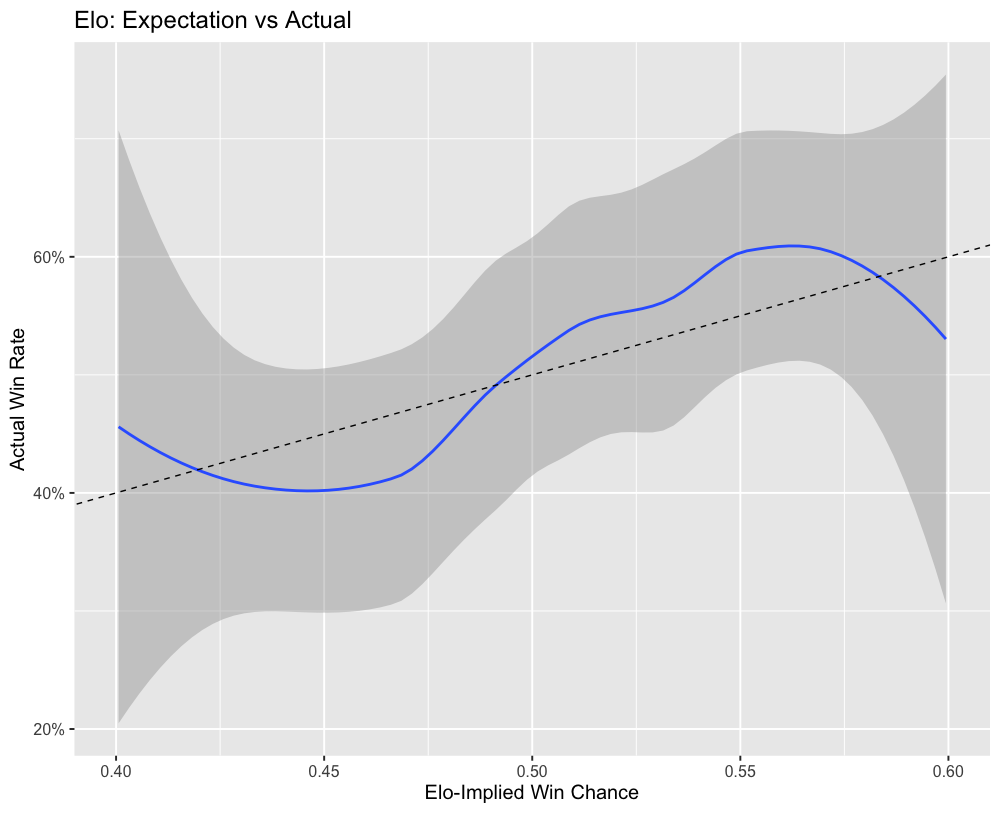 Elo: Expectation vs Actual
Actual Win Rate
60%
40%
20%
0.40 0.45 0.50 0.55 0.60
Elo-Implied Win Chance